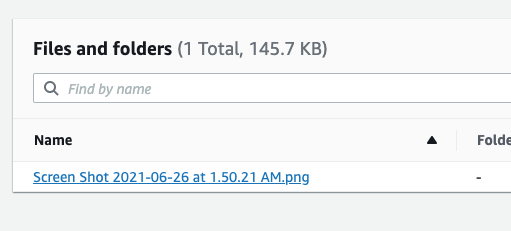 Files and folders (1 Total, 145.7 KB)
Find by name
Name Folde
Screen Shot 2021-06-26 at 1.50.21 AM.png -